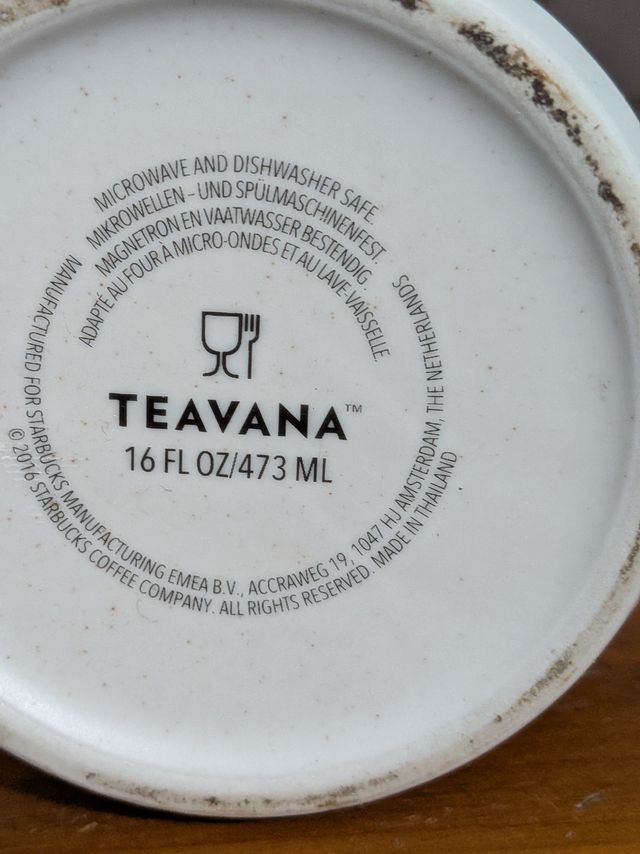 MICROWAVE AND DISHWASHER SAFE.
MIKROWELLEN - UND SPÜLMASCHINENFEST.
MAGNETRON EN VAATWASSER BESTENDIG.
ADAPTÉ AU FOUR À MICRO-ONDES ET AU LAVE-VAISSELLE.
TEAVANA™
16 FL OZ/473 ML
MANUFACTURED FOR STARBUCKS MANUFACTURING EMEA B.V., ACCRAWEG 19, 1047 HJ AMSTERDAM, THE NETHERLANDS
© 2016 STARBUCKS COFFEE COMPANY. ALL RIGHTS RESERVED. MADE IN THAILAND